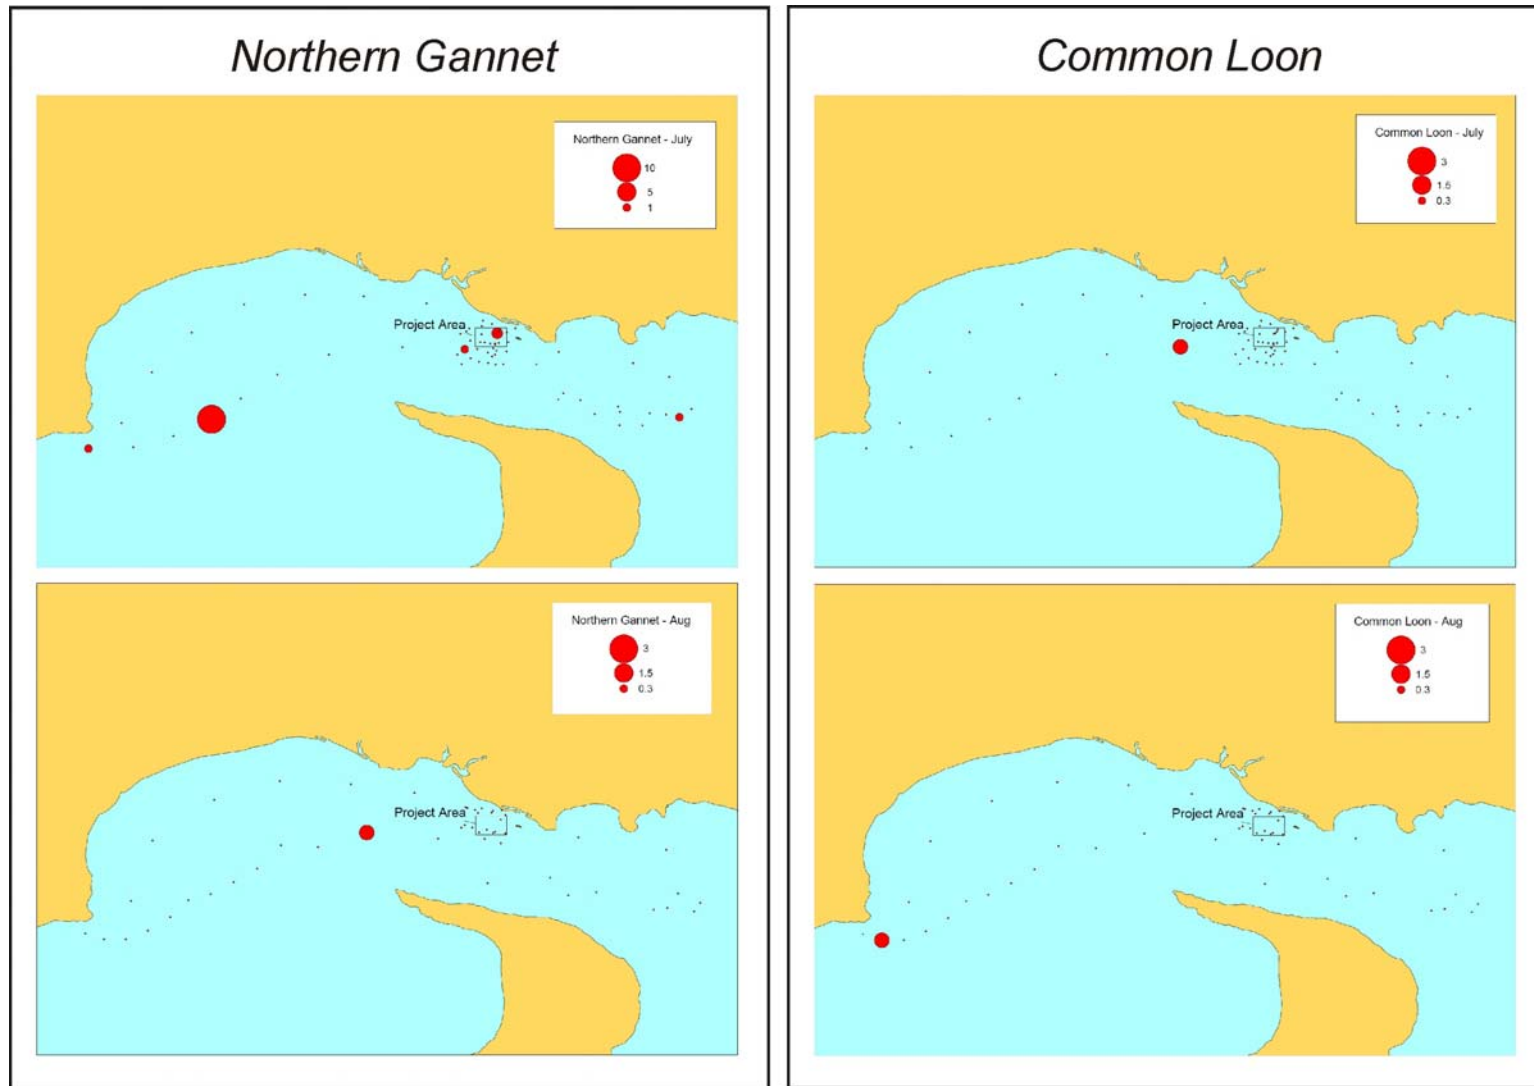 Northern Gannet
Northern Gannet - July
10
5
1
Project Area
Northern Gannet - Aug
3
1.5
0.3
Project Area
Common Loon
Common Loon - July
3
1.5
0.3
Project Area
Common Loon - Aug
3
1.5
0.3
Project Area